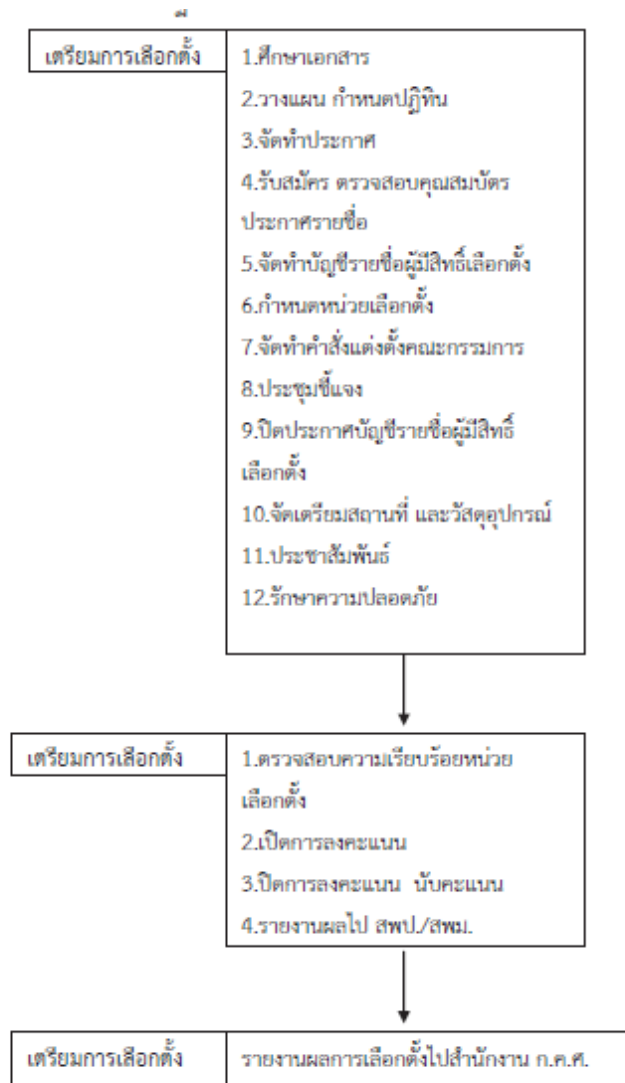 เตรียมการเลือกตั้ง
1.ศึกษาเอกสาร
2.วางแผน กำหนดปฏิทิน
3.จัดทำประกาศ
4.รับสมัคร ตรวจสอบคุณสมบัตร
ประกาศรายชื่อ
5.จัดทำบัญชีรายชื่อผู้มีสิทธิ์เลือกตั้ง
6.กำหนดหน่วยเลือกตั้ง
7.จัดทำคำสั่งแต่งตั้งคณะกรรมการ
8.ประชุมชี้แจง
9.ปิดประกาศบัญชีรายชื่อผู้มีสิทธิ์
เลือกตั้ง
10.จัดเตรียมสถานที่ และวัสดุอุปกรณ์
11.ประชาสัมพันธ์
12.รักษาความปลอดภัย
เตรียมการเลือกตั้ง
1.ตรวจสอบความเรียบร้อยหน่วย
เลือกตั้ง
2.เปิดการลงคะแนน
3.ปิดการลงคะแนน นับคะแนน
4.รายงานผลไป สพป./สพม.
เตรียมการเลือกตั้ง
รายงานผลการเลือกตั้งไปสำนักงาน ก.ค.ศ.